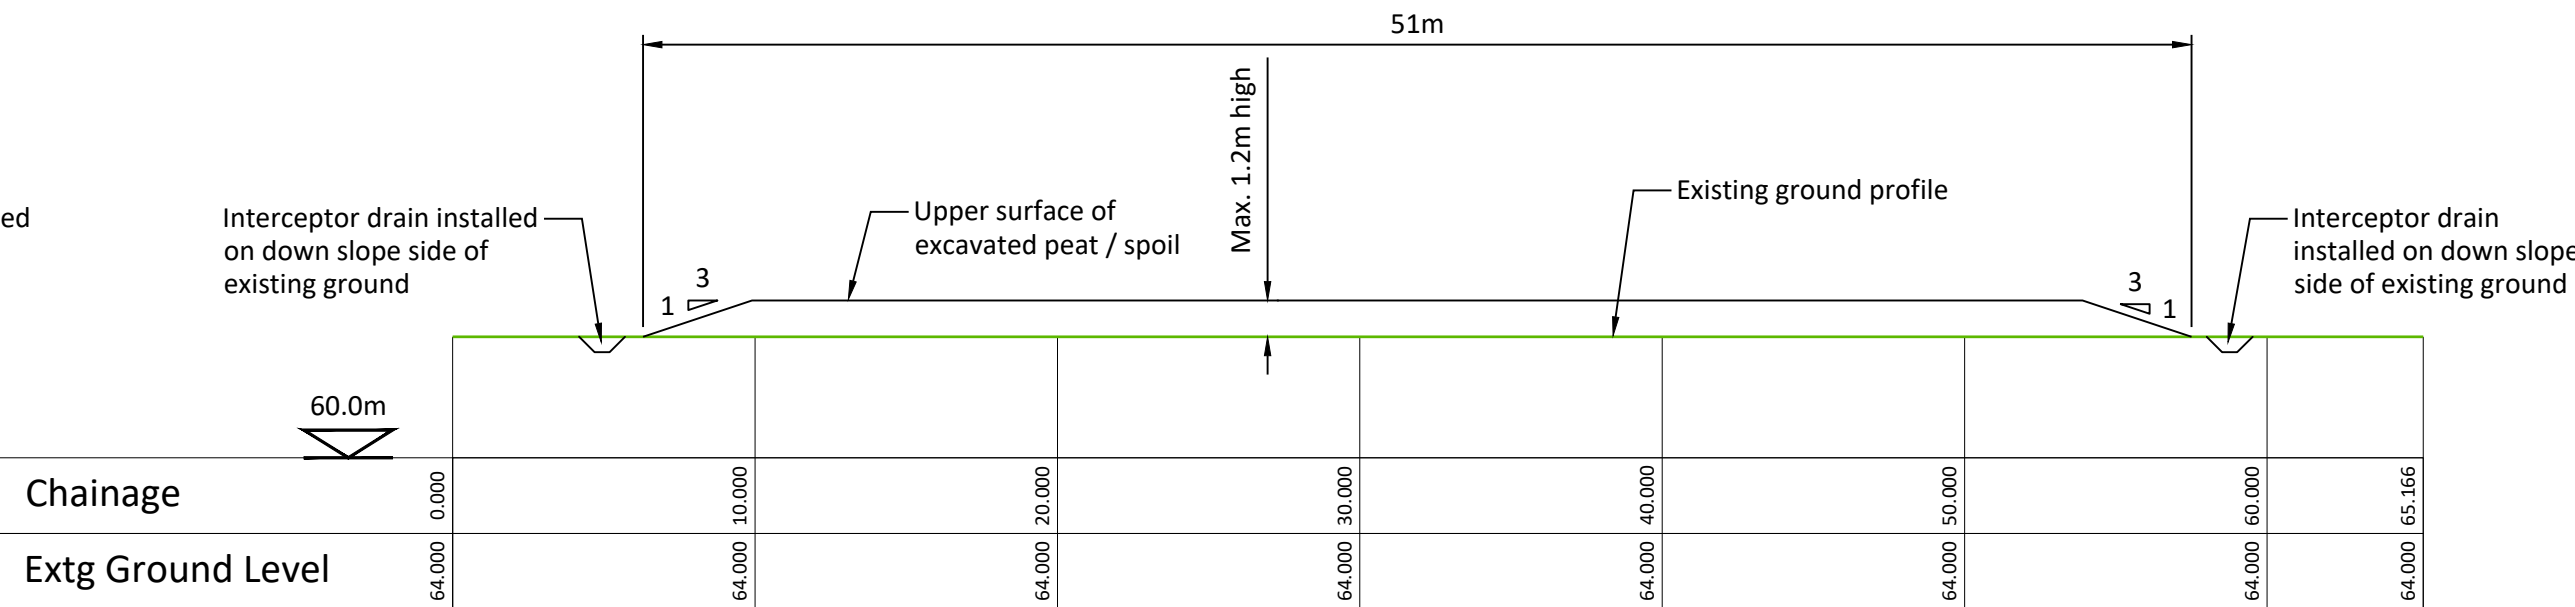 51m
Max. 1.2m high
ed
Interceptor drain installed
on down slope side of
existing ground
Upper surface of
excavated peat / spoil
Existing ground profile
Interceptor drain
installed on down slope
side of existing ground
3
1
3
1
60.0m
Chainage
0.000
10.000
20.000
30.000
40.000
50.000
60.000
65.166
Extg Ground Level
64.000
64.000
64.000
64.000
64.000
64.000
64.000
64.000